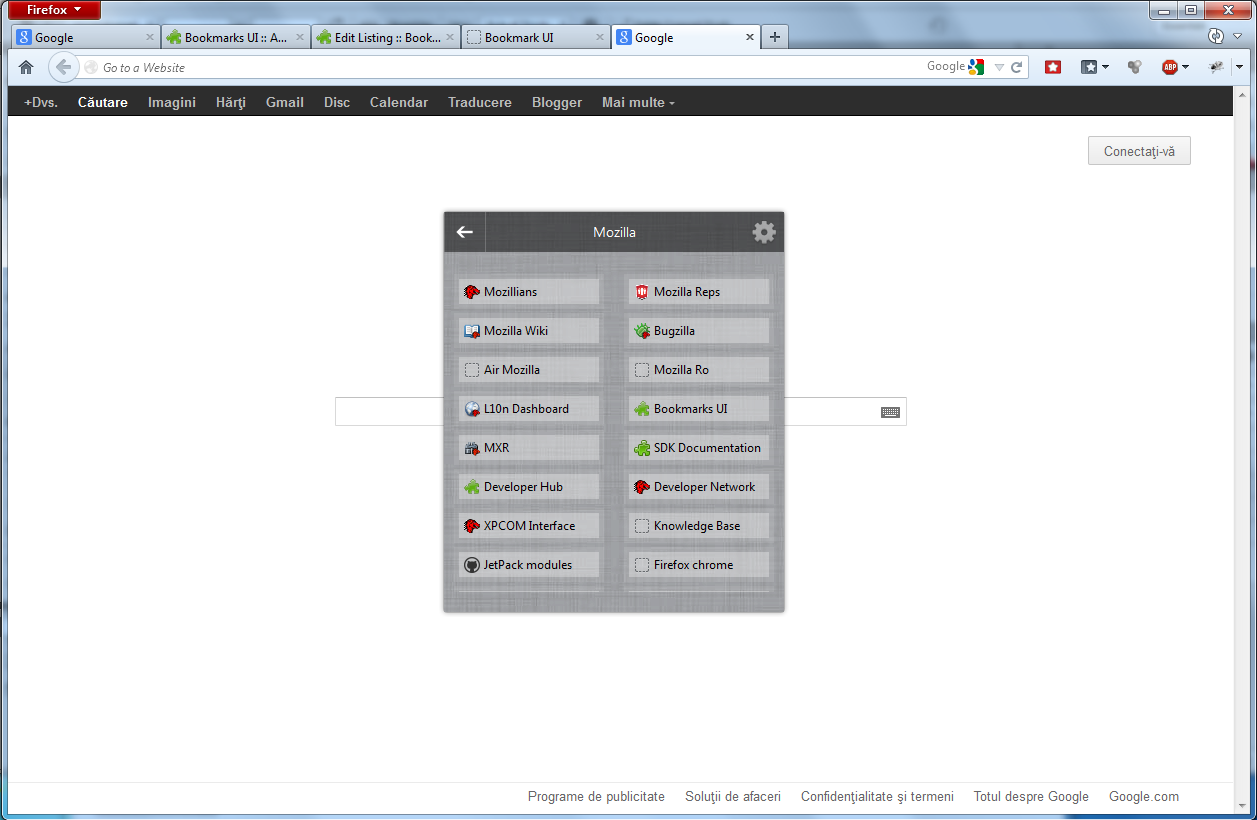 Firefox
Google
Bookmarks UI :: A...
Edit Listing :: Book...
Bookmark UI
Google
Go to a Website
Google
ABP
+Dvs. Căutare Imagini Hărţi Gmail Disc Calendar Traducere Blogger Mai multe
Conectaţi-vă
Mozilla
Mozillians Mozilla Reps
Mozilla Wiki Bugzilla
Air Mozilla Mozilla Ro
L10n Dashboard Bookmarks UI
MXR SDK Documentation
Developer Hub Developer Network
XPCOM Interface Knowledge Base
JetPack modules Firefox chrome
Programe de publicitate Soluţii de afaceri Confidenţialitate şi termeni Totul despre Google Google.com